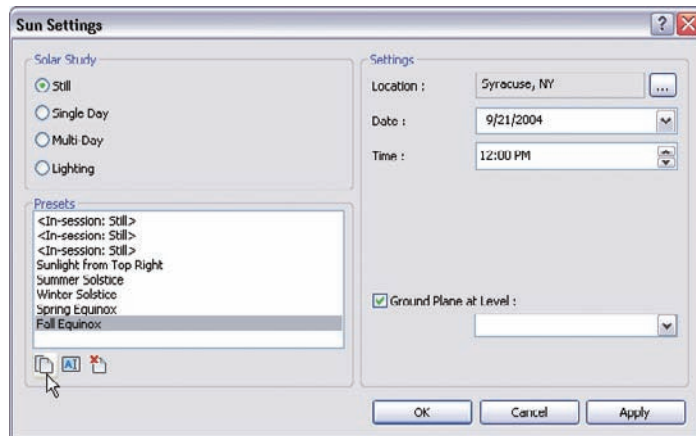 Sun Settings
Solar Study
Still
Single Day
Multi-Day
Lighting
Presets
<In-session: Still>
<In-session: Still>
<In-session: Still>
Sunlight from Top Right
Summer Solstice
Winter Solstice
Spring Equinox
Fall Equinox
AI
Settings
Location : Syracuse, NY ...
Date : 9/21/2004
Time : 12:00 PM
Ground Plane at Level :
OK Cancel Apply